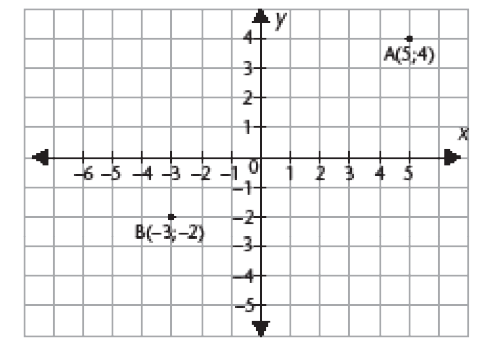 y
4
A(5;4)
3
2
1
x
–6 –5 –4 –3 –2 –1 0 1 2 3 4 5
–1
–2
B(–3;–2)
–3
–4
–5